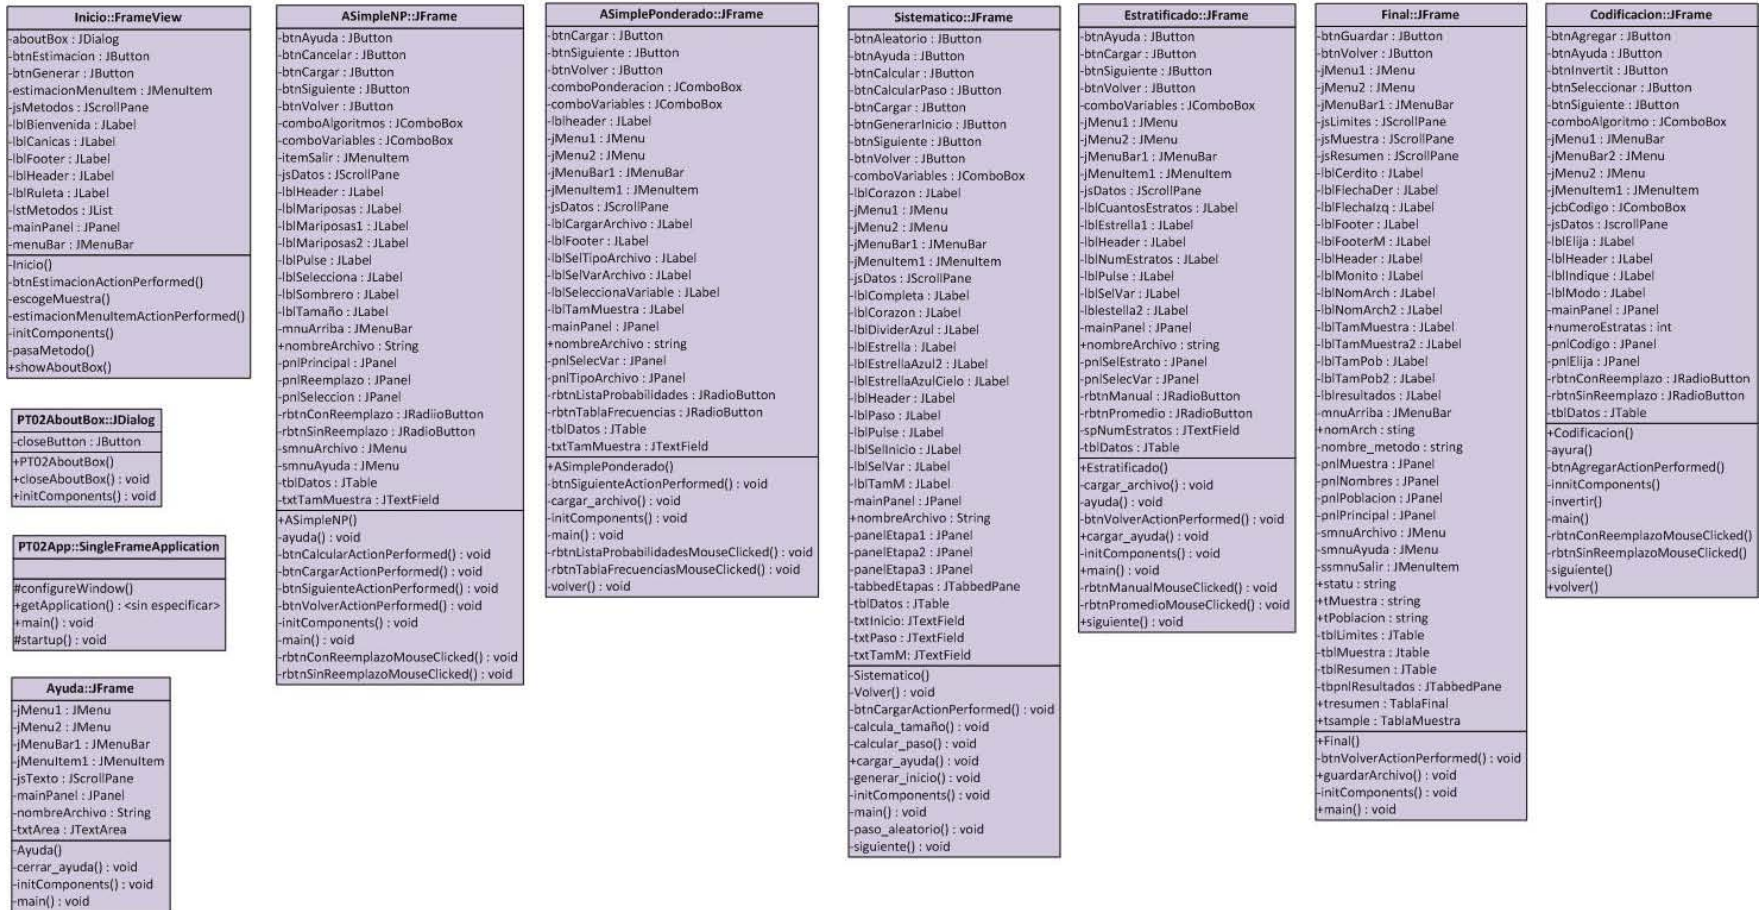 Inicio::FrameView
-aboutBox : JDialog
-btnEstimacion : JButton
-btnGenerar : JButton
-estimacionMenuItem : JMenuItem
-jsMetodos : JScrollPane
-lblBienvenida : JLabel
-lblCanicas : JLabel
-lblFooter : JLabel
-lblHeader : JLabel
-lblRuleta : JLabel
-lstMetodos : JList
-mainPanel : JPanel
-menuBar : JMenuBar
-Inicio()
-btnEstimacionActionPerformed()
-escogeMuestra()
-estimacionMenuItemActionPerformed()
-initComponents()
-pasaMetodo()
+showAboutBox()
PT02AboutBox::JDialog
-closeButton : JButton
+PT02AboutBox()
+closeAboutBox() : void
+initComponents() : void
PT02App::SingleFrameApplication
#configureWindow()
+getApplication() : <sin especificar>
+main() : void
#startup() : void
Ayuda::JFrame
-jMenu1 : JMenu
-jMenu2 : JMenu
-jMenuBar1 : JMenuBar
-jMenuItem1 : JMenuItem
-jsTexto : JScrollPane
-mainPanel : JPanel
-nombreArchivo : String
-txtArea : JTextArea
-Ayuda()
-cerrar_ayuda() : void
-initComponents() : void
-main() : void
ASimpleNP::JFrame
-btnAyuda : JButton
-btnCancelar : JButton
-btnCargar : JButton
-btnSiguiente : JButton
-btnVolver : JButton
-comboAlgoritmos : JComboBox
-comboVariables : JComboBox
-itemSalir : JMenuItem
-jsDatos : JScrollPane
-lblHeader : JLabel
-lblMariposas : JLabel
-lblMariposas1 : JLabel
-lblMariposas2 : JLabel
-lblPulse : JLabel
-lblSelecciona : JLabel
-lblSombrero : JLabel
-lblTamaño : JLabel
-mnuArriba : JMenuBar
+nombreArchivo : String
-pnlPrincipal : JPanel
-pnlReemplazo : JPanel
-pnlSeleccion : JPanel
-rbtnConReemplazo : JRadiioButton
-rbtnSinReemplazo : JRadioButton
-smnuArchivo : JMenu
-smnuAyuda : JMenu
-tblDatos : JTable
-txtTamMuestra : JTextField
+ASimpleNP()
-ayuda() : void
-btnCalcularActionPerformed() : void
-btnCargarActionPerformed() : void
-btnSiguienteActionPerformed() : void
-btnVolverActionPerformed() : void
-initComponents() : void
-main() : void
-rbtnConReemplazoMouseClicked() : void
-rbtnSinReemplazoMouseClicked() : void
ASimplePonderado::JFrame
-btnCargar : JButton
-btnSiguiente : JButton
-btnVolver : JButton
-comboPonderacion : JComboBox
-comboVariables : JComboBox
-lblheader : JLabel
-jMenu1 : JMenu
-jMenu2 : JMenu
-jMenuBar1 : JMenuBar
-jMenuItem1 : JMenuItem
-jsDatos : JScrollPane
-lblCargarArchivo : JLabel
-lblFooter : JLabel
-lblSelTipoArchivo : JLabel
-lblSelVarArchivo : JLabel
-lblSeleccionaVariable : JLabel
-lblTamMuestra : JLabel
-mainPanel : JPanel
+nombreArchivo : string
-pnlSelecVar : JPanel
-pnlTipoArchivo : JPanel
-rbtnListaProbabilidades : JRadioButton
-rbtnTablaFrecuencias : JRadioButton
-tblDatos : JTable
-txtTamMuestra : JTextField
+ASimplePonderado()
-btnSiguienteActionPerformed() : void
-cargar_archivo() : void
-initComponents() : void
-main() : void
-rbtnListaProbabilidadesMouseClicked() : void
-rbtnTablaFrecuenciasMouseClicked() : void
-volver() : void
Sistematico::JFrame
-btnAleatorio : JButton
-btnAyuda : JButton
-btnCalcular : JButton
-btnCalcularPaso : JButton
-btnCargar : JButton
-btnGenerarInicio : JButton
-btnSiguiente : JButton
-btnVolver : JButton
-comboVariables : JComboBox
-lblCorazon : JLabel
-jMenu1 : JMenu
-jMenu2 : JMenu
-jMenuBar1 : JMenuBar
-jMenuItem1 : JMenuItem
-jsDatos : JScrollPane
-lblCompleta : JLabel
-lblCorazon : JLabel
-lblDividerAzul : JLabel
-lblEstrella : JLabel
-lblEstrellaAzul2 : JLabel
-lblEstrellaAzulCielo : JLabel
-lblHeader : JLabel
-lblPaso : JLabel
-lblPulse : JLabel
-lblSelInicio : JLabel
-lblSelVar : JLabel
-lblTamM : JLabel
-mainPanel : JPanel
+nombreArchivo : String
-panelEtapa1 : JPanel
-panelEtapa2 : JPanel
-panelEtapa3 : JPanel
-tabbedEtapas : JTabbedPane
-tblDatos : JTable
-txtInicio: JTextField
-txtPaso : JTextField
-txtTamM: JTextField
-Sistematico()
-Volver() : void
-btnCargarActionPerformed() : void
-calcula_tamaño() : void
-calcular_paso() : void
+cargar_ayuda() : void
-generar_inicio() : void
-initComponents() : void
-main() : void
-paso_aleatorio() : void
-siguiente() : void
Estratificado::JFrame
-btnAyuda : JButton
-btnCargar : JButton
-btnSiguiente : JButton
-btnVolver : JButton
-comboVariables : JComboBox
-jMenu1 : JMenu
-jMenu2 : JMenu
-jMenuBar1 : JMenuBar
-jMenuItem1 : JMenuItem
-jsDatos : JScrollPane
-lblCuantosEstratos : JLabel
-lblEstrella1 : JLabel
-lblHeader : JLabel
-lblNumEstratos : JLabel
-lblPulse : JLabel
-lblSelVar : JLabel
-lblestella2 : JLabel
-mainPanel : JPanel
+nombreArchivo : string
-pnlSelEstrato : JPanel
-pnlSelecVar : JPanel
-rbtnManual : JRadioButton
-rbtnPromedio : JRadioButton
-spNumEstratos : JTextField
-tblDatos : JTable
+Estratificado()
-cargar_archivo() : void
-ayuda() : void
-btnVolverActionPerformed() : void
+cargar_ayuda() : void
-initComponents() : void
+main() : void
-rbtnManualMouseClicked() : void
-rbtnPromedioMouseClicked() : void
+siguiente() : void
Final::JFrame
-btnGuardar : JButton
-btnVolver : JButton
-jMenu1 : JMenu
-jMenu2 : JMenu
-jMenuBar1 : JMenuBar
-jsLimites : JScrollPane
-jsMuestra : JScrollPane
-jsResumen : JScrollPane
-lblCerdito : JLabel
-lblFlechaDer : JLabel
-lblFlechaIzq : JLabel
-lblFooter : JLabel
-lblFooterM : JLabel
-lblHeader : JLabel
-lblMonito : JLabel
-lblNomArch : JLabel
-lblNomArch2 : JLabel
-lblTamMuestra : JLabel
-lblTamMuestra2 : JLabel
-lblTamPob : JLabel
-lblTamPob2 : JLabel
-lblresultados : JLabel
-mnuArriba : JMenuBar
+nomArch : sting
-nombre_metodo : string
-pnlMuestra : JPanel
-pnlNombres : JPanel
-pnlPoblacion : JPanel
-pnlPrincipal : JPanel
-smnuArchivo : JMenu
-smnuAyuda : JMenu
-ssmnuSalir : JMenuItem
+statu : string
+tMuestra : string
+tPoblacion : string
-tblLimites : JTable
-tblMuestra : Jtable
-tblResumen : JTable
-tbpnlResultados : JTabbedPane
+tresumen : TablaFinal
+tsample : TablaMuestra
+Final()
-btnVolverActionPerformed() : void
+guardarArchivo() : void
-initComponents() : void
+main() : void
Codificacion::JFrame
-btnAgregar : JButton
-btnAyuda : JButton
-btnInvertit : JButton
-btnSeleccionar : JButton
-btnSiguiente : JButton
-comboAlgoritmo : JComboBox
-jMenu1 : JMenuBar
-jMenuBar2 : JMenu
-jMenu2 : JMenu
-jMenuItem1 : JMenuItem
-jcbCodigo : JComboBox
-jsDatos : JscrollPane
-lblElija : JLabel
-lblHeader : JLabel
-lblIndique : JLabel
-lblModo : JLabel
-mainPanel : JPanel
+numeroEstratas : int
-pnlCodigo : JPanel
-pnlElija : JPanel
-rbtnConReemplazo : JRadioButton
-rbtnSinReemplazo : JRadioButton
-tblDatos : JTable
+Codificacion()
-ayura()
-btnAgregarActionPerformed()
-innitComponents()
-invertir()
-main()
-rbtnConReemplazoMouseClicked()
-rbtnSinReemplazoMouseClicked()
-siguiente()
+volver()